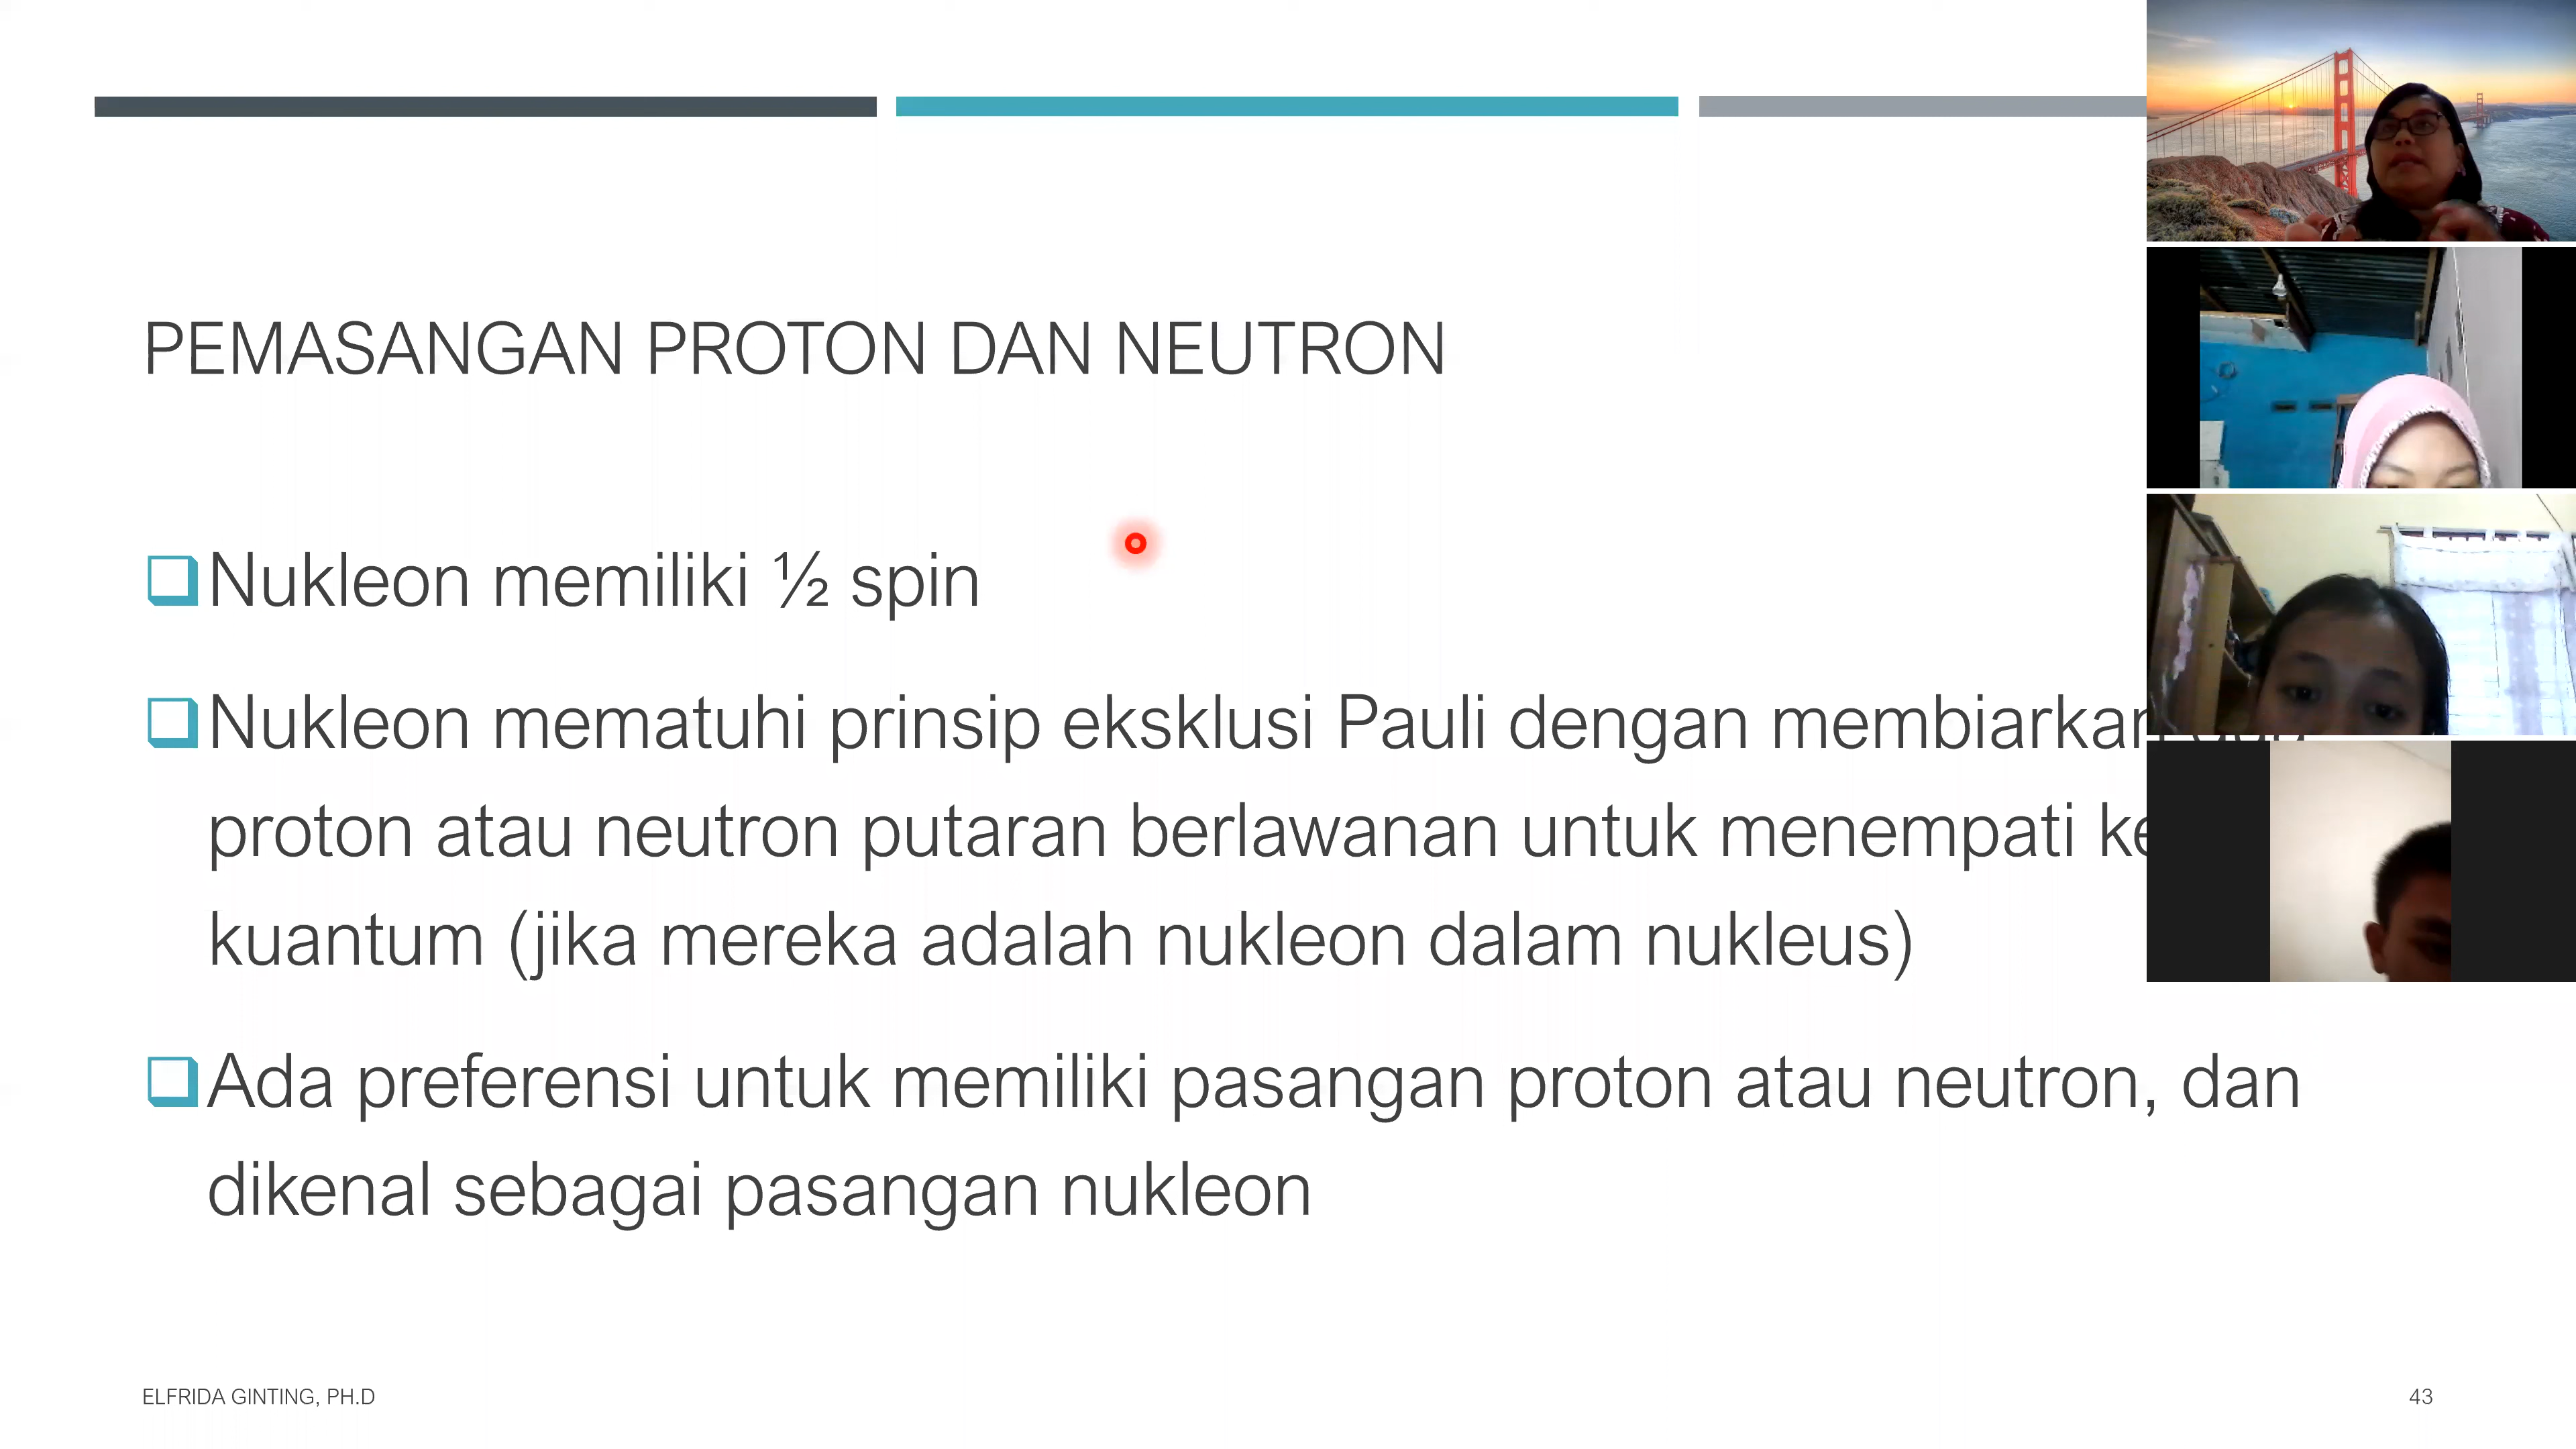 PEMASANGAN PROTON DAN NEUTRON
Nukleon memiliki ½ spin
Nukleon mematuhi prinsip eksklusi Pauli dengan membiarkan
proton atau neutron putaran berlawanan untuk menempati
kuantum (jika mereka adalah nukleon dalam nukleus)
Ada preferensi untuk memiliki pasangan proton atau neutron, dan
dikenal sebagai pasangan nukleon
ELFRIDA GINTING, PH.D
43